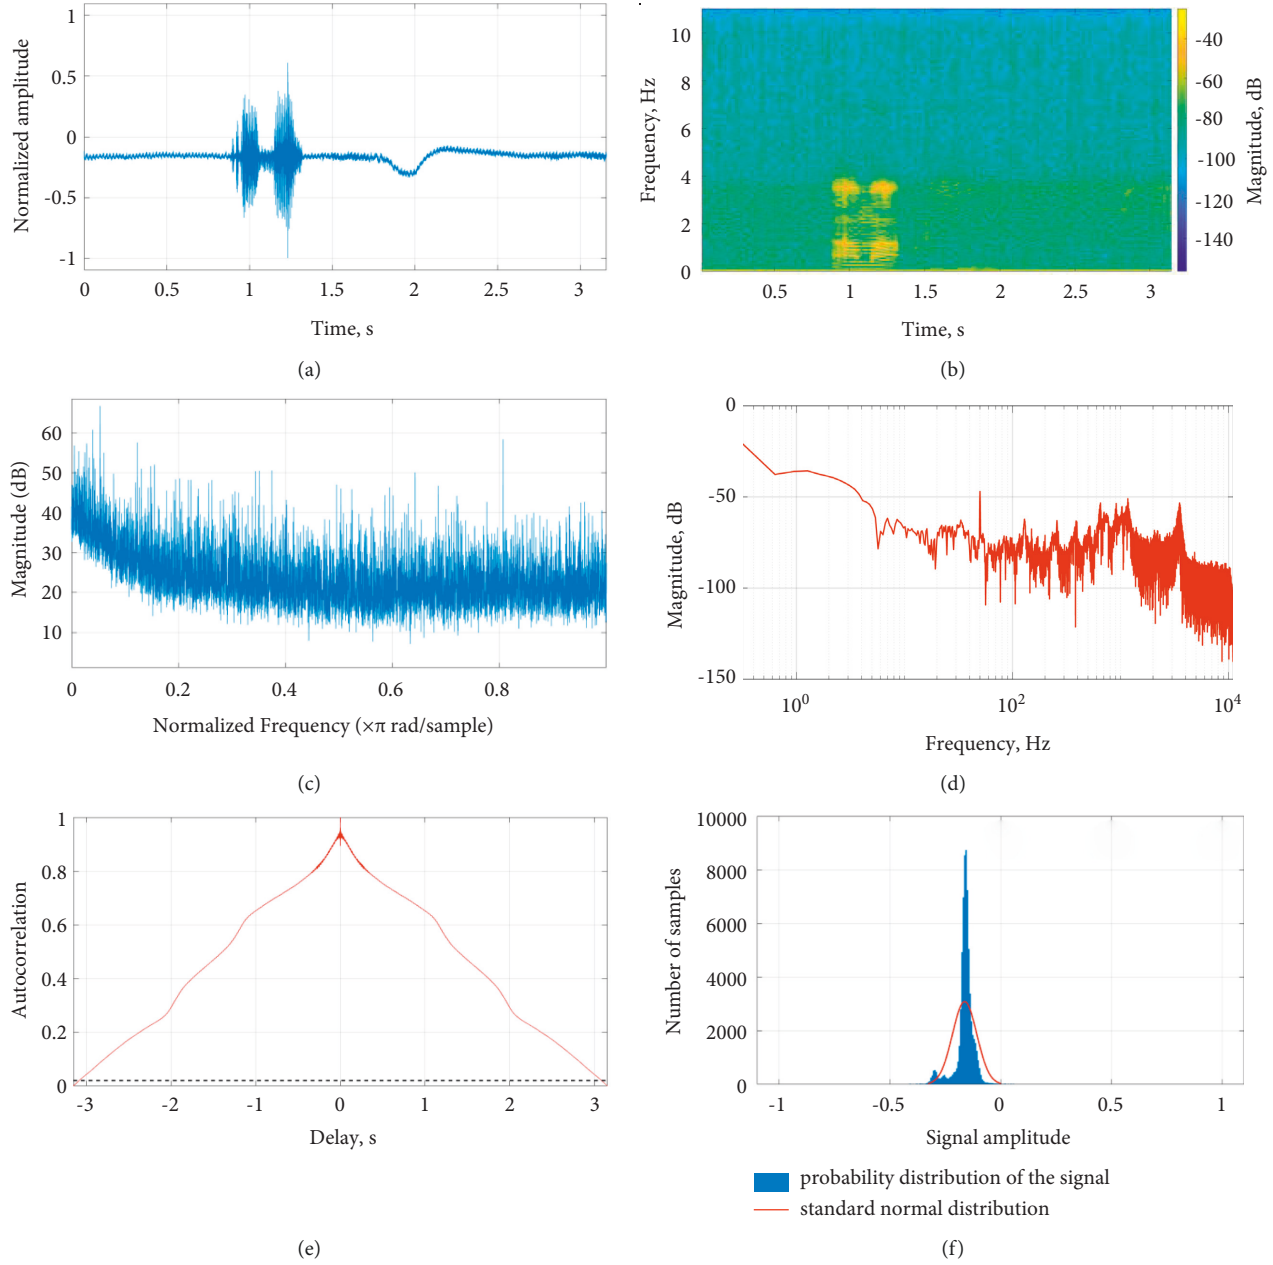 1
0.5
0
-0.5
-1
Normalized amplitude
0 0.5 1 1.5 2 2.5 3
Time, s
(a)
10
8
6
4
2
0
Frequency, Hz
0.5 1 1.5 2 2.5 3
Time, s
-40
-60
-80
-100
-120
-140
Magnitude, dB
(b)
60
50
40
30
20
10
Magnitude (dB)
0 0.2 0.4 0.6 0.8
Normalized Frequency (×π rad/sample)
(c)
0
-50
-100
-150
Magnitude, dB
10⁰ 10² 10⁴
Frequency, Hz
(d)
1
0.8
0.6
0.4
0.2
0
Autocorrelation
-3 -2 -1 0 1 2 3
Delay, s
(e)
10000
8000
6000
4000
2000
0
Number of samples
-1 -0.5 0 0.5 1
Signal amplitude
probability distribution of the signal
standard normal distribution
(f)